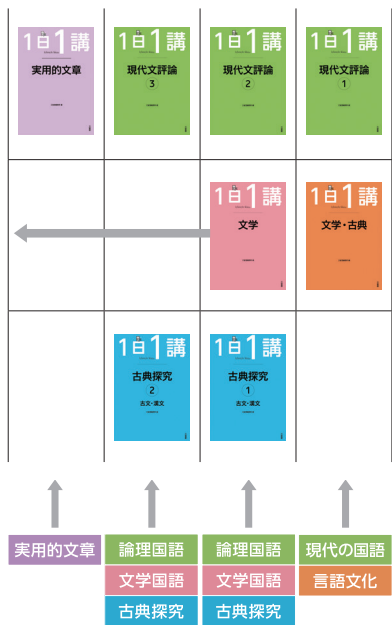 1日1講
実用的文章
1日1講
現代文評論
3
1日1講
現代文評論
2
1日1講
現代文評論
1
1日1講
文学
1日1講
文学・古典
1日1講
古典探究
2
古文・漢文
1日1講
古典探究
1
古文・漢文
実用的文章
論理国語
文学国語
古典探究
論理国語
文学国語
古典探究
現代の国語
言語文化